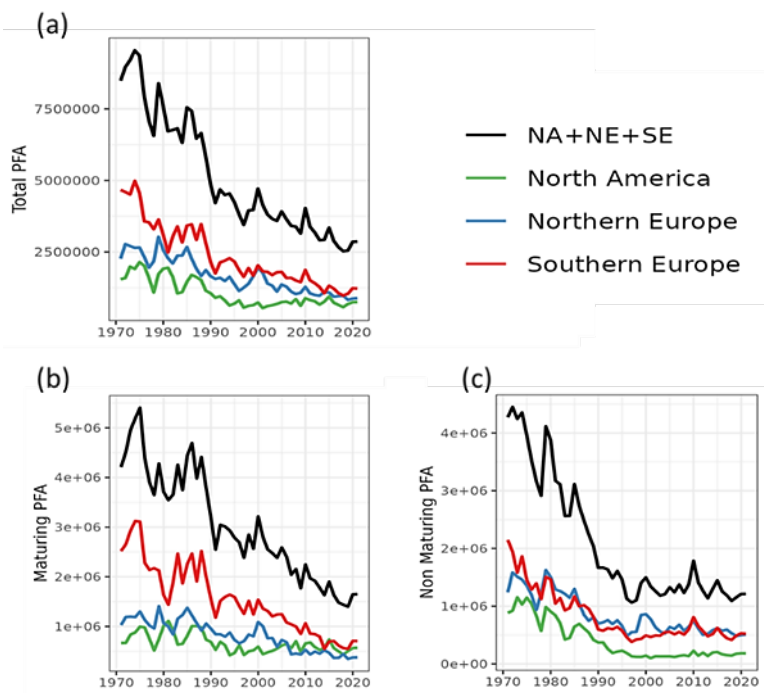 (a)
Total PFA
7500000
5000000
2500000
1970 1980 1990 2000 2010 2020
NA+NE+SE
North America
Northern Europe
Southern Europe
(b)
Maturing PFA
5e+06
4e+06
3e+06
2e+06
1e+06
1970 1980 1990 2000 2010 2020
(c)
Non Maturing PFA
4e+06
3e+06
2e+06
1e+06
0e+00
1970 1980 1990 2000 2010 2020